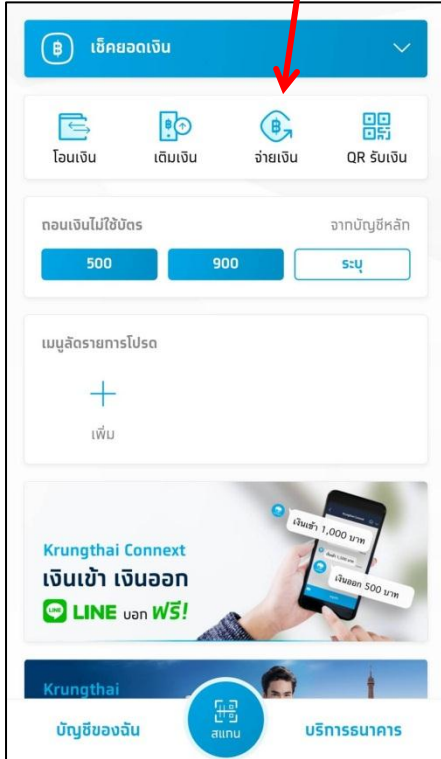 เช็คยอดเงิน
โอนเงิน เติมเงิน จ่ายเงิน QR รับเงิน
ถอนเงินไม่ใช้บัตร จากบัญชีหลัก
500 900 ระบุ
เมนูลัดรายการโปรด
เพิ่ม
เงินเข้า 1,000 บาท
Krungthai Connext
เงินเข้า เงินออก
เงินออก 500 บาท
LINE บอก ฟรี!
Krungthai
บัญชีของฉัน สแกน บริการธนาคาร